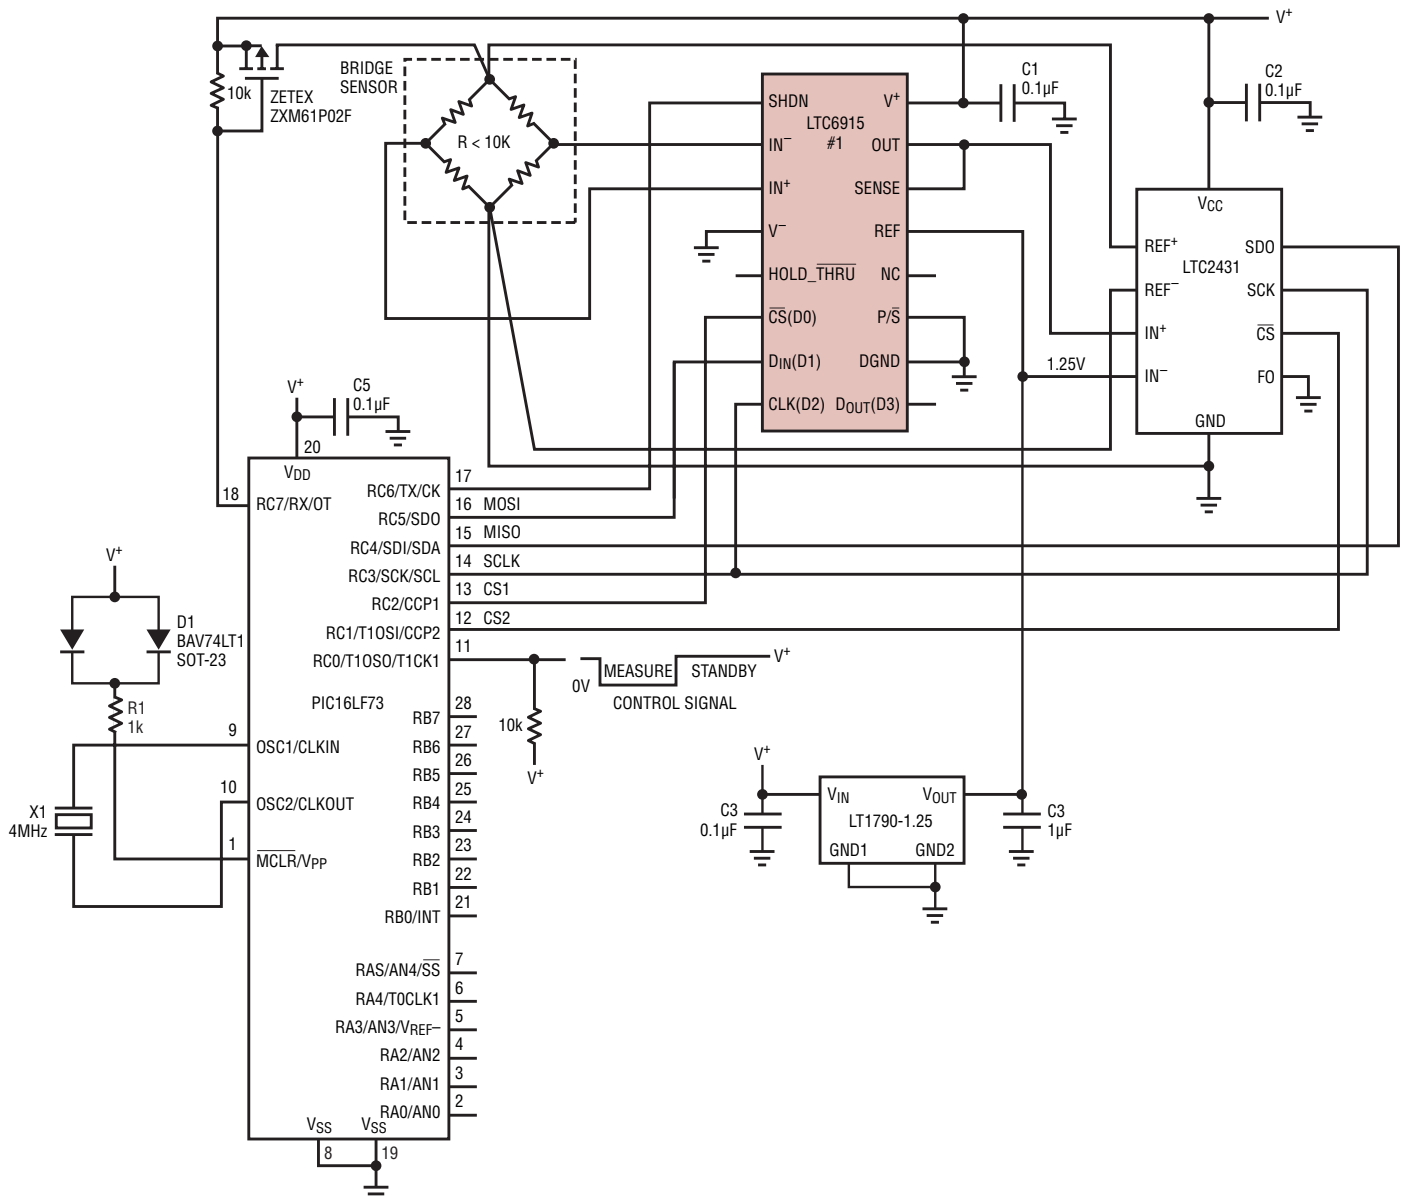 V+
BRIDGE
SENSOR
10k
ZETEX
ZXM61P02F
R < 10K
SHDN
IN–
IN+
V–
HOLD_THRU
CS(D0)
DIN(D1)
CLK(D2)
LTC6915
#1
V+
OUT
SENSE
REF
NC
P/S
DGND
DOUT(D3)
C1
0.1µF
C2
0.1µF
VCC
REF+
REF–
IN+
IN–
LTC2431
SDO
SCK
CS
FO
GND
1.25V
V+
C5
0.1µF
20
VDD
18
RC7/RX/OT
RC6/TX/CK
17
RC5/SDO
16 MOSI
RC4/SDI/SDA
15 MISO
RC3/SCK/SCL
14 SCLK
RC2/CCP1
13 CS1
RC1/T1OSI/CCP2
12 CS2
RC0/T1OSO/T1CK1
11
0V
MEASURE
STANDBY
V+
CONTROL SIGNAL
10k
V+
V+
D1
BAV74LT1
SOT-23
R1
1k
X1
4MHz
9
OSC1/CLKIN
10
OSC2/CLKOUT
1
MCLR/VPP
PIC16LF73
RB7
28
RB6
27
RB5
26
RB4
25
RB3
24
RB2
23
RB1
22
RB0/INT
21
RAS/AN4/SS
7
RA4/T0CLK1
6
RA3/AN3/VREF–
5
RA2/AN2
4
RA1/AN1
3
RA0/AN0
2
VSS
VSS
8
19
V+
C3
0.1µF
VIN
VOUT
LT1790-1.25
GND1
GND2
C3
1µF